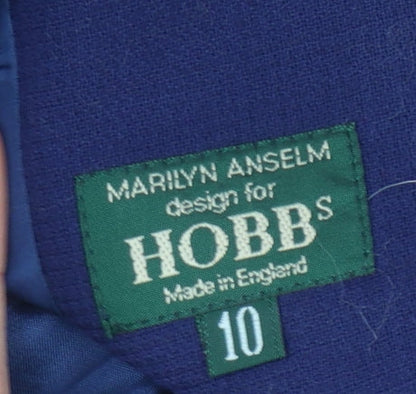 MARILYN ANSELM
design for
HOBBS
Made in England
10